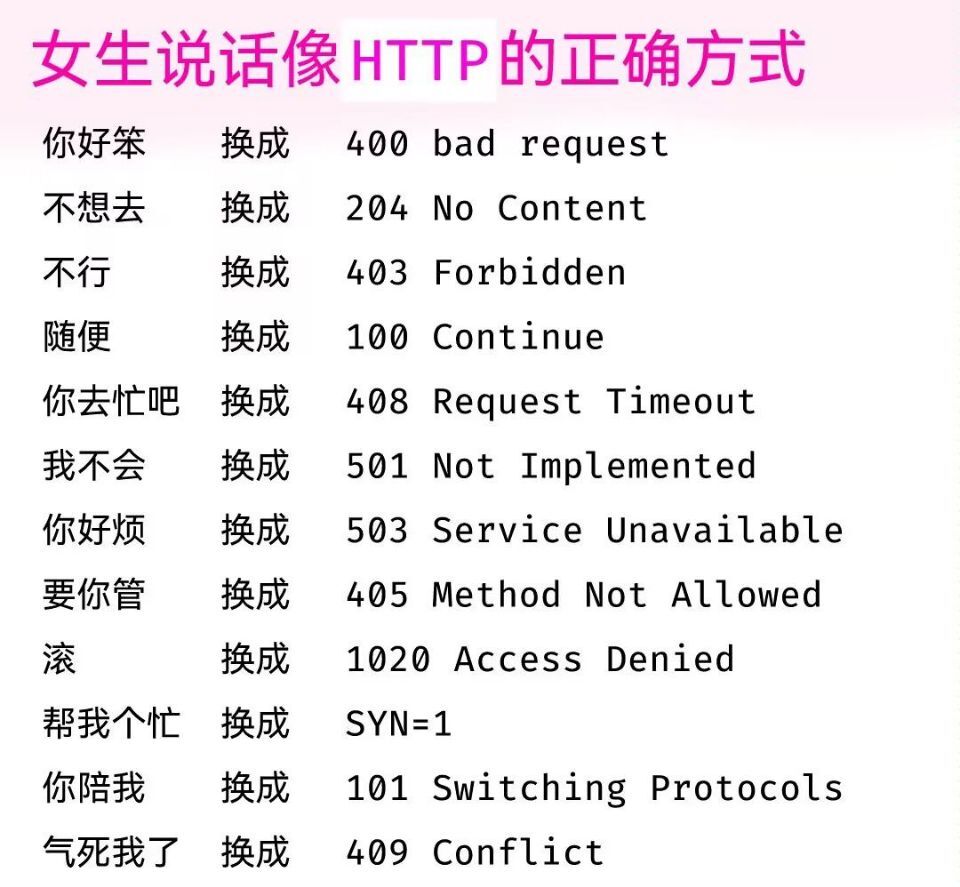 女生说话像HTTP的正确方式
你好笨 换成 400 bad request
不想去 换成 204 No Content
不行 换成 403 Forbidden
随便 换成 100 Continue
你去忙吧 换成 408 Request Timeout
我不会 换成 501 Not Implemented
你好烦 换成 503 Service Unavailable
要你管 换成 405 Method Not Allowed
滚 换成 1020 Access Denied
帮我个忙 换成 SYN=1
你陪我 换成 101 Switching Protocols
气死我了 换成 409 Conflict